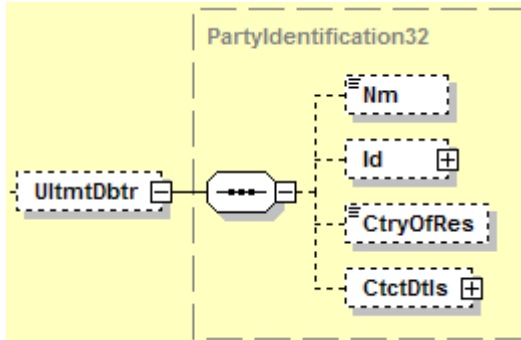 PartyIdentification32
Nm
Id
UltmtDbtr
CtryOfRes
CtctDtls